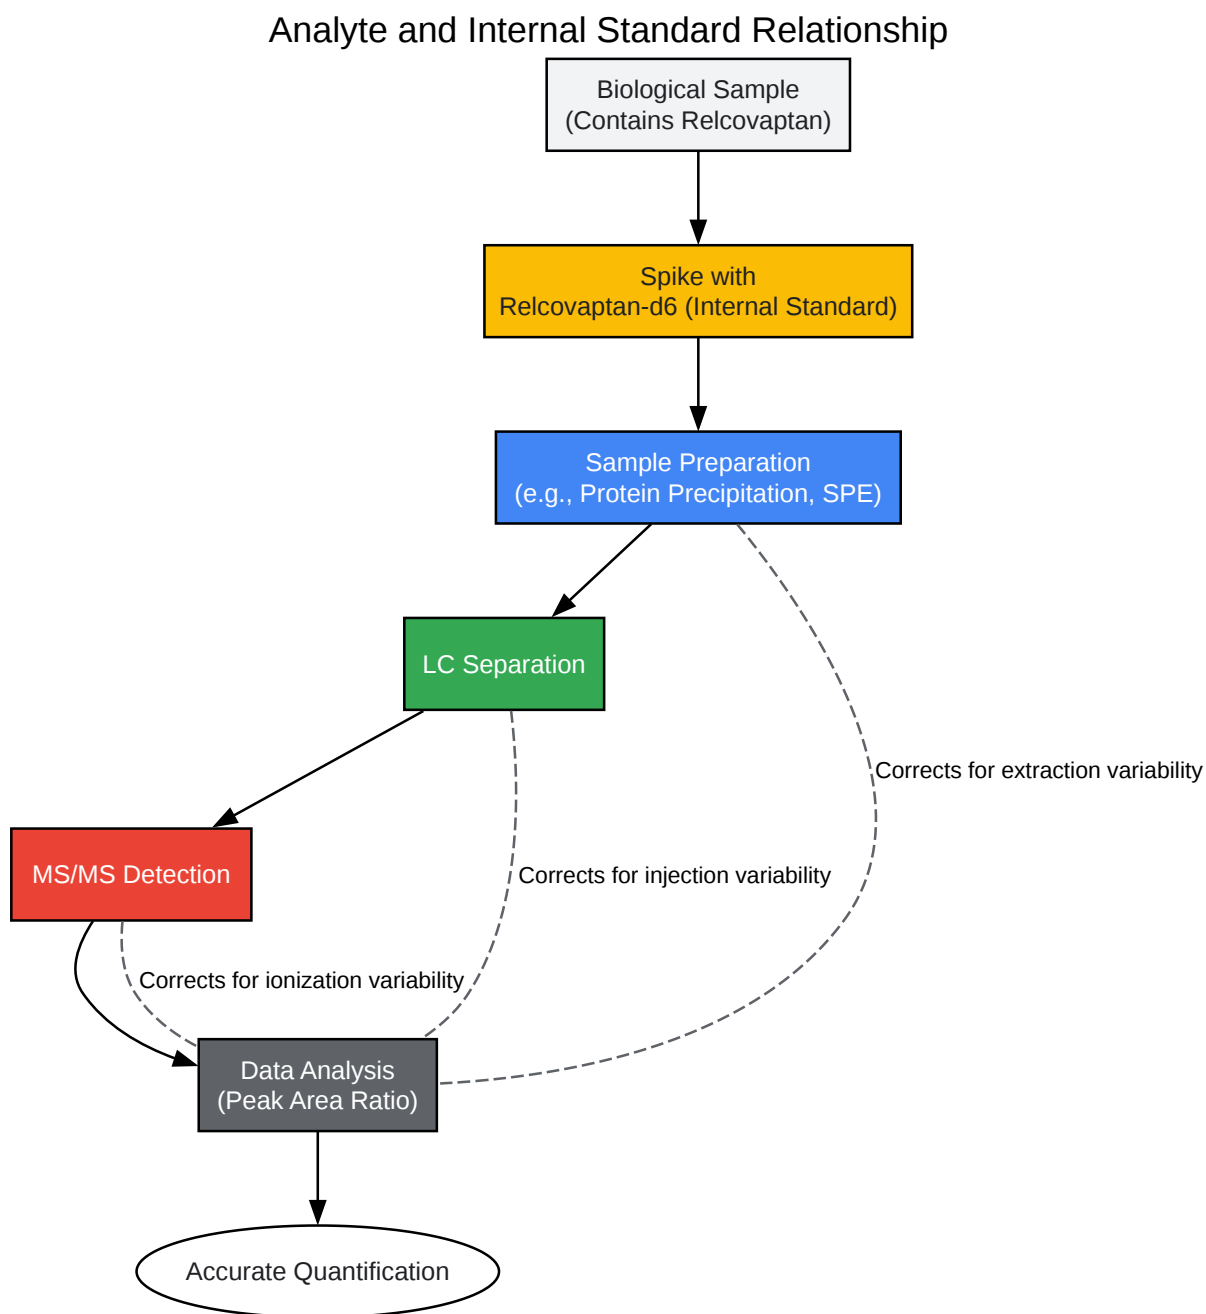 Analyte and Internal Standard Relationship
Biological Sample
(Contains Relcovaptan)
Spike with
Relcovaptan-d6 (Internal Standard)
Sample Preparation
(e.g., Protein Precipitation, SPE)
LC Separation
Corrects for extraction variability
MS/MS Detection
Corrects for injection variability
Corrects for ionization variability
Data Analysis
(Peak Area Ratio)
Accurate Quantification